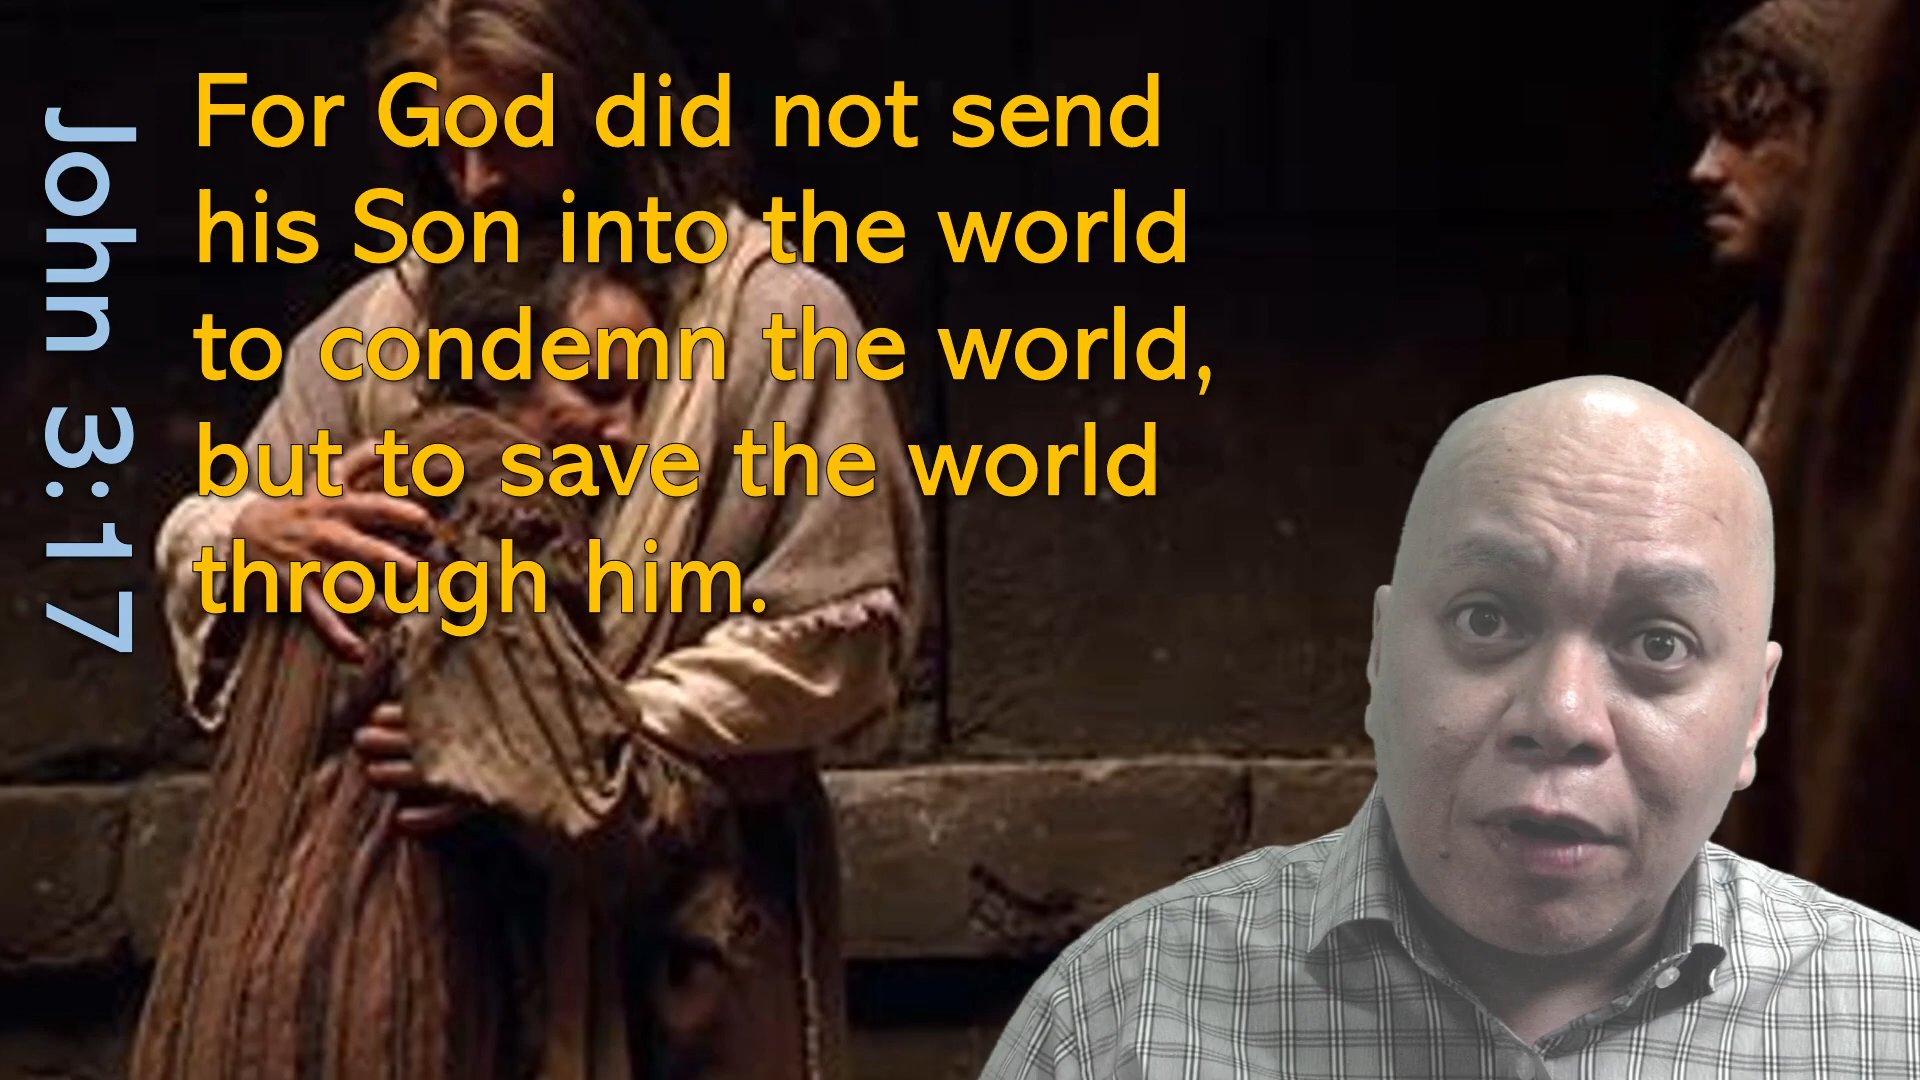 John 3:17
For God did not send
his Son into the world
to condemn the world,
but to save the world
through him.